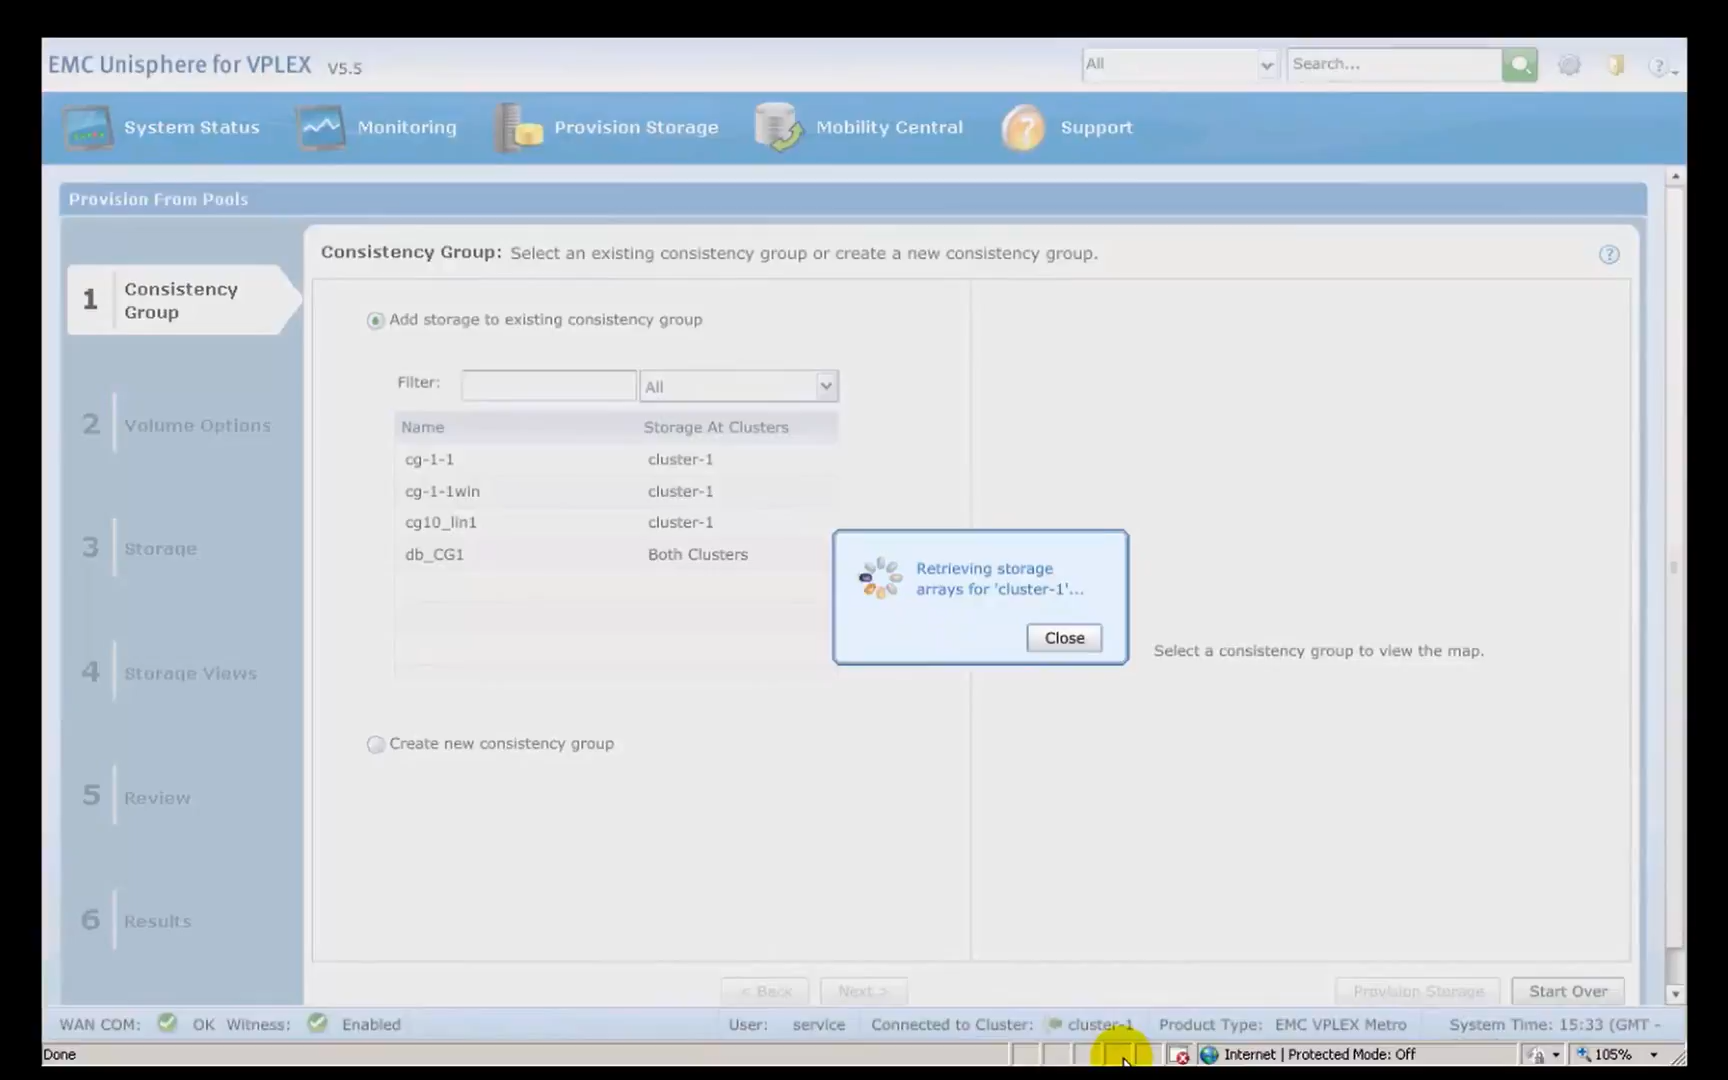 EMC Unisphere for VPLEX V5.5
All
Search...
System Status
Monitoring
Provision Storage
Mobility Central
Support
Provision From Pools
Consistency Group: Select an existing consistency group or create a new consistency group.
1 Consistency
Group
2 Volume Options
3 Storage
4 Storage Views
5 Review
6 Results
Add storage to existing consistency group
Filter:
All
Name Storage At Clusters
cg-1-1 cluster-1
cg-1-1win cluster-1
cg10_lin1 cluster-1
db_CG1 Both Clusters
Create new consistency group
Retrieving storage
arrays for 'cluster-1'...
Close
Select a consistency group to view the map.
< Back Next > Provision Storage Start Over
WAN COM: OK Witness: Enabled User: service Connected to Cluster: cluster-1 Product Type: EMC VPLEX Metro System Time: 15:33 (GMT -
Done Internet | Protected Mode: Off 105%